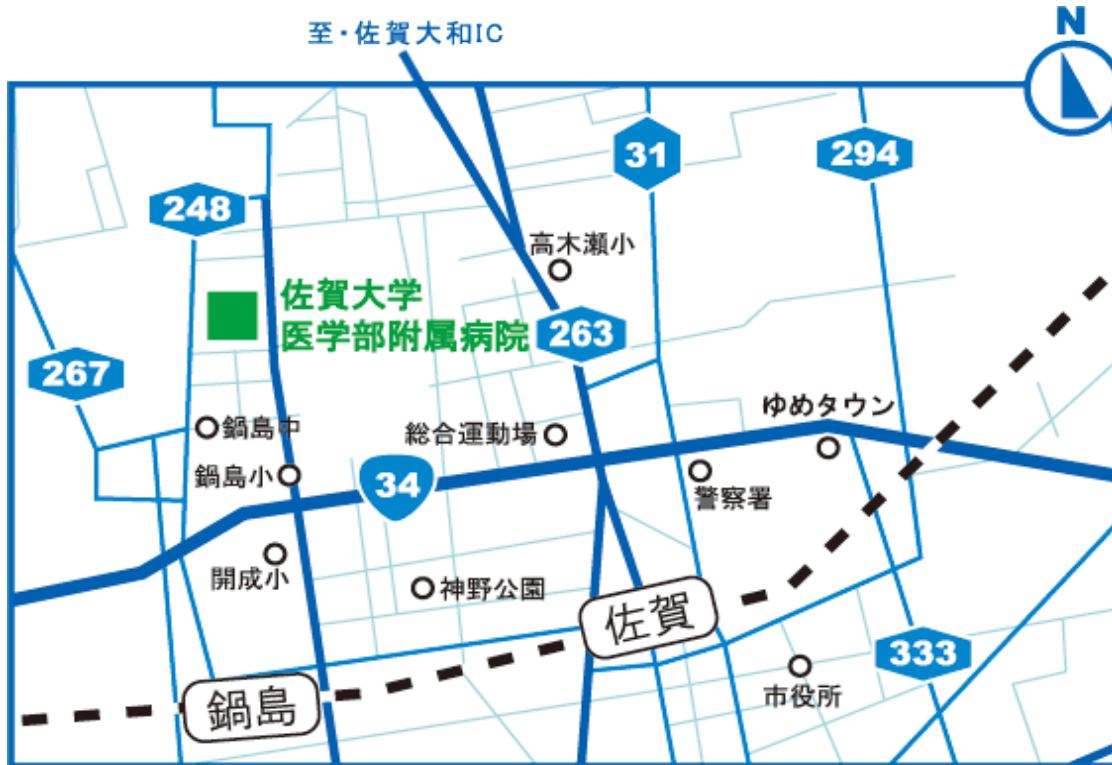 N
至・佐賀大和IC
31
294
248
高木瀬小
佐賀大学
医学部附属病院
263
267
ゆめタウン
鍋島中
総合運動場
鍋島小
34
警察署
開成小
神野公園
佐賀
333
市役所
鍋島